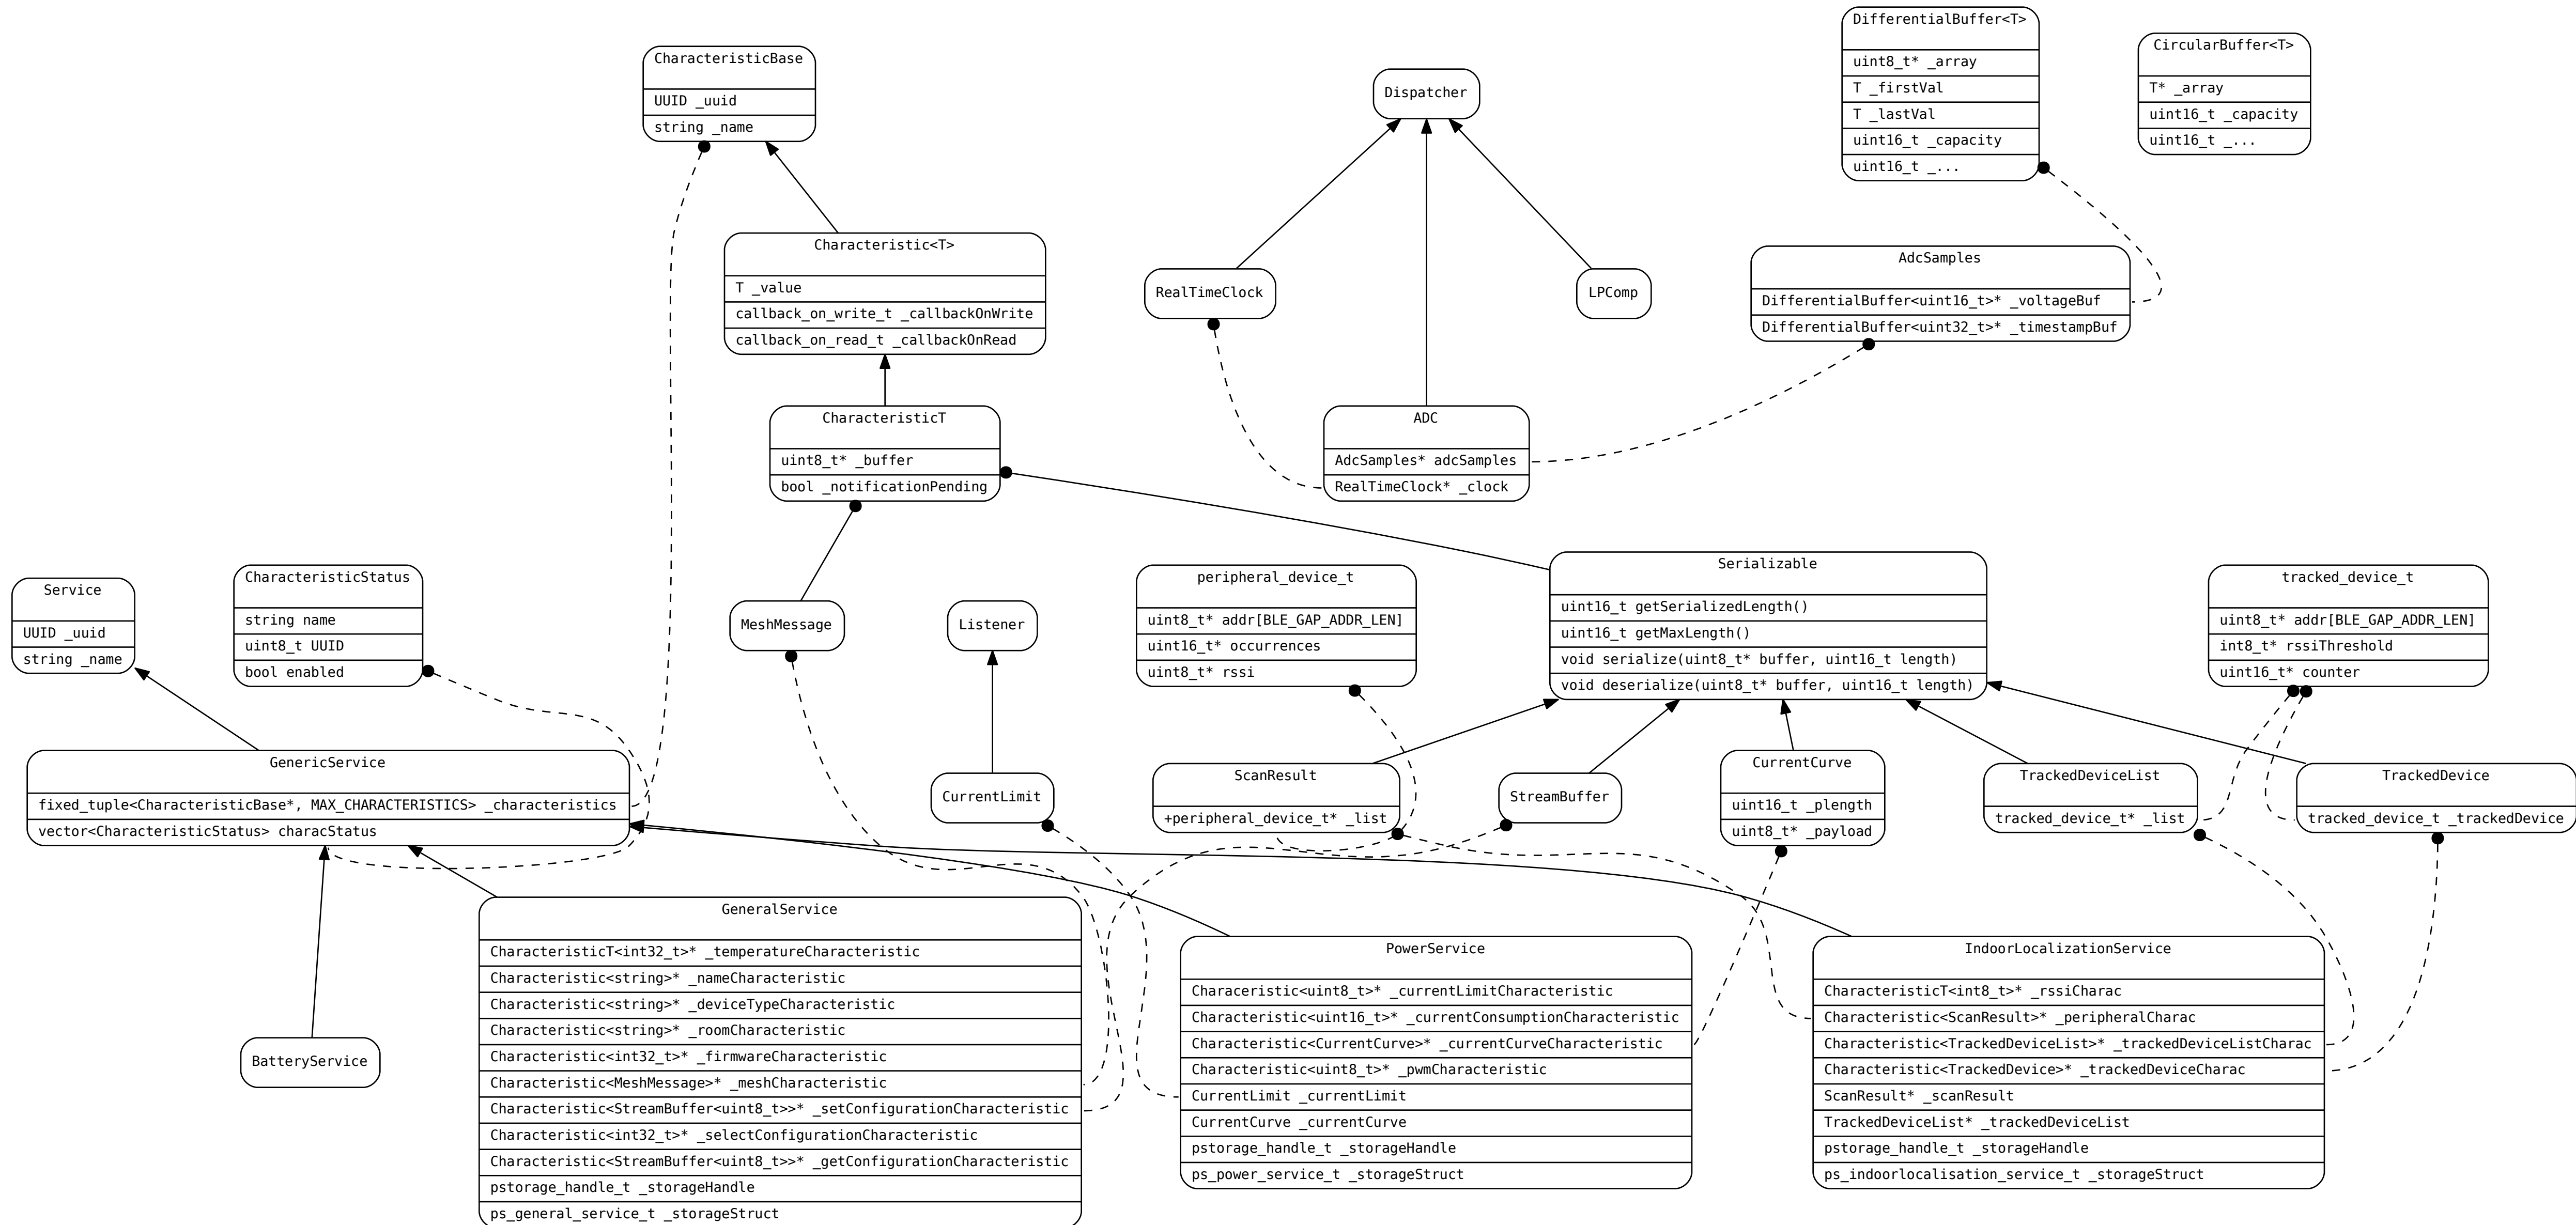 DifferentialBuffer<T>
uint8_t* _array
T _firstVal
T _lastVal
uint16_t _capacity
uint16_t _...
CircularBuffer<T>
T* _array
uint16_t _capacity
uint16_t _...
CharacteristicBase
UUID _uuid
string _name
Dispatcher
Characteristic<T>
T _value
callback_on_write_t _callbackOnWrite
callback_on_read_t _callbackOnRead
RealTimeClock
LPComp
AdcSamples
DifferentialBuffer<uint16_t>* _voltageBuf
DifferentialBuffer<uint32_t>* _timestampBuf
CharacteristicT
uint8_t* _buffer
bool _notificationPending
ADC
AdcSamples* adcSamples
RealTimeClock* _clock
Service
UUID _uuid
string _name
CharacteristicStatus
string name
uint8_t UUID
bool enabled
MeshMessage
Listener
peripheral_device_t
uint8_t* addr[BLE_GAP_ADDR_LEN]
uint16_t* occurrences
uint8_t* rssi
Serializable
uint16_t getSerializedLength()
uint16_t getMaxLength()
void serialize(uint8_t* buffer, uint16_t length)
void deserialize(uint8_t* buffer, uint16_t length)
tracked_device_t
uint8_t* addr[BLE_GAP_ADDR_LEN]
int8_t* rssiThreshold
uint16_t* counter
GenericService
fixed_tuple<CharacteristicBase*, MAX_CHARACTERISTICS> _characteristics
vector<CharacteristicStatus> characStatus
CurrentLimit
ScanResult
+peripheral_device_t* _list
StreamBuffer
CurrentCurve
uint16_t _plength
uint8_t* _payload
TrackedDeviceList
tracked_device_t* _list
TrackedDevice
tracked_device_t _trackedDevice
BatteryService
GeneralService
CharacteristicT<int32_t>* _temperatureCharacteristic
Characteristic<string>* _nameCharacteristic
Characteristic<string>* _deviceTypeCharacteristic
Characteristic<string>* _roomCharacteristic
Characteristic<int32_t>* _firmwareCharacteristic
Characteristic<MeshMessage>* _meshCharacteristic
Characteristic<StreamBuffer<uint8_t>>* _setConfigurationCharacteristic
Characteristic<int32_t>* _selectConfigurationCharacteristic
Characteristic<StreamBuffer<uint8_t>>* _getConfigurationCharacteristic
pstorage_handle_t _storageHandle
ps_general_service_t _storageStruct
PowerService
Characeristic<uint8_t>* _currentLimitCharacteristic
Characteristic<uint16_t>* _currentConsumptionCharacteristic
Characteristic<CurrentCurve>* _currentCurveCharacteristic
Characteristic<uint8_t>* _pwmCharacteristic
CurrentLimit _currentLimit
CurrentCurve _currentCurve
pstorage_handle_t _storageHandle
ps_power_service_t _storageStruct
IndoorLocalizationService
CharacteristicT<int8_t>* _rssiCharac
Characteristic<ScanResult>* _peripheralCharac
Characteristic<TrackedDeviceList>* _trackedDeviceListCharac
Characteristic<TrackedDevice>* _trackedDeviceCharac
ScanResult* _scanResult
TrackedDeviceList* _trackedDeviceList
pstorage_handle_t _storageHandle
ps_indoorlocalisation_service_t _storageStruct